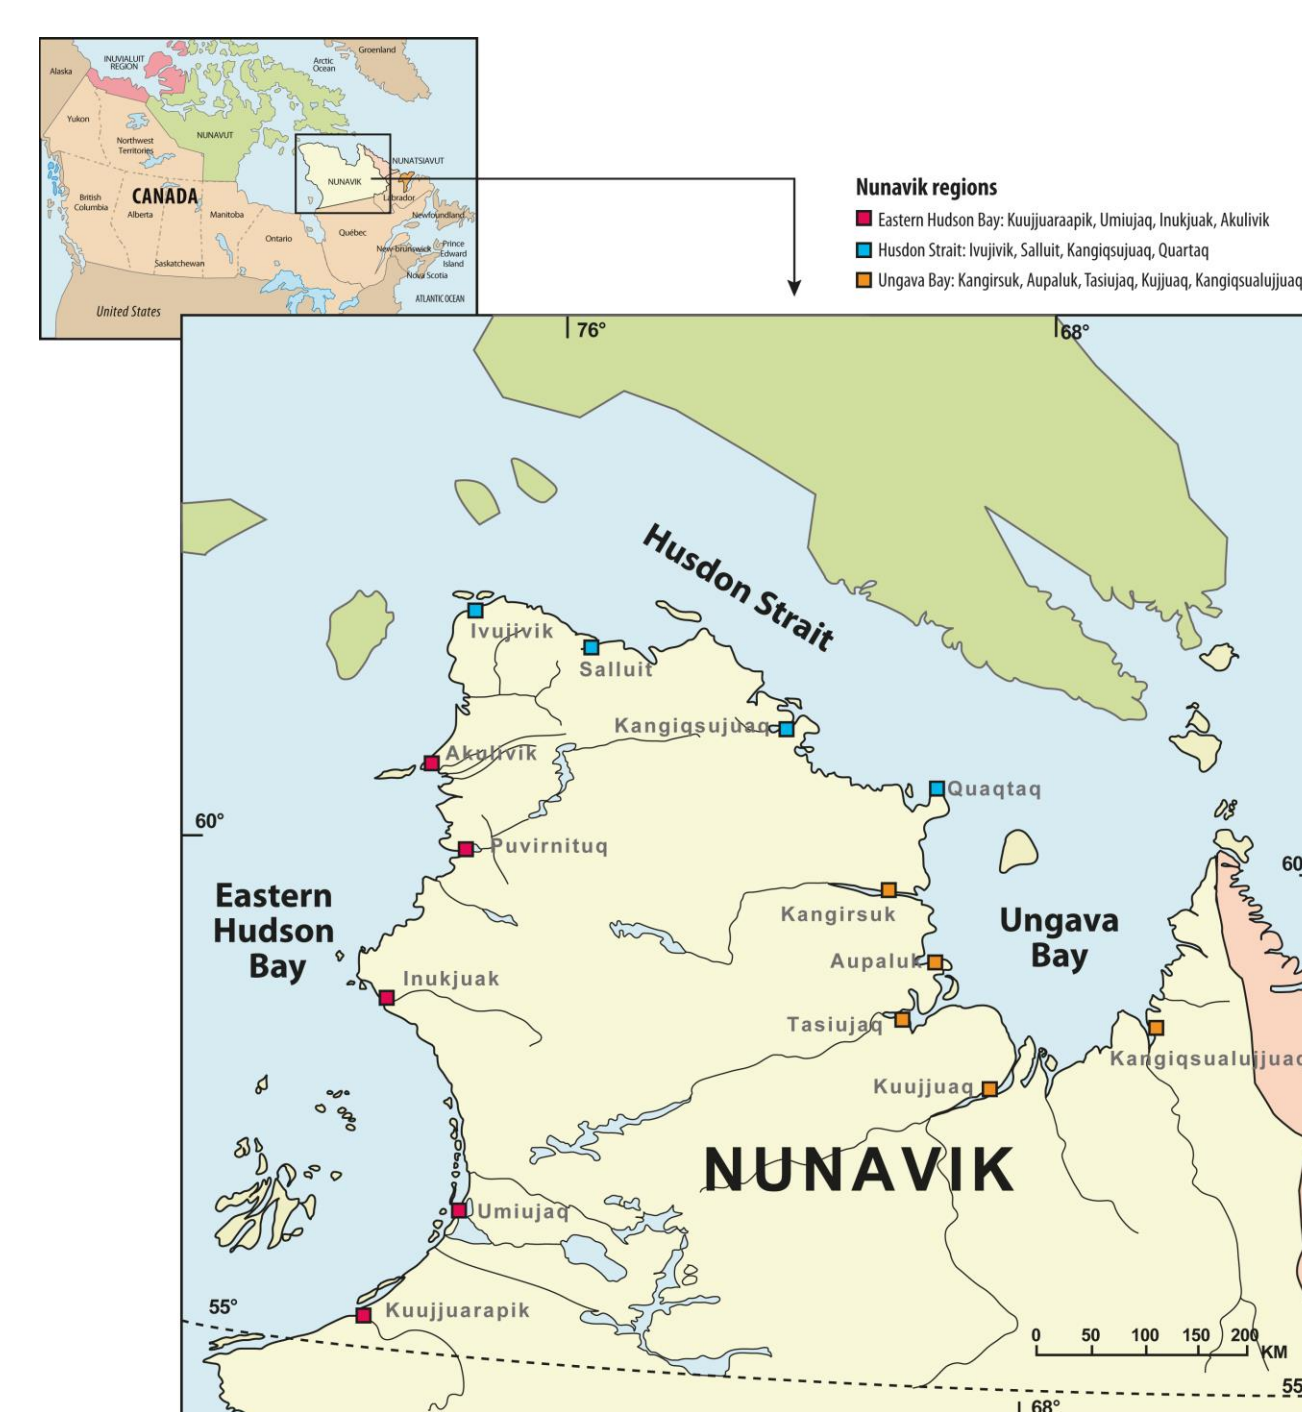 Groenland
Arctic
Ocean
INUVIALUIT
REGION
Alaska
Yukon
Northwest
Territories
NUNAVUT
NUNATSIAVUT
NUNAVIK
CANADA
British
Columbia
Alberta
Manitoba
Labrador
Newfoundland
Ontario
Québec
New-brunswick
Prince
Edward
Island
Saskatchewan
Nova Scotia
United States
ATLANTIC OCEAN
Nunavik regions
Eastern Hudson Bay: Kuujjuaraapik, Umiujaq, Inukjuak, Akulivik
Husdon Strait: Ivujivik, Salluit, Kangiqsujuaq, Quartaq
Ungava Bay: Kangirsuk, Aupaluk, Tasiujaq, Kujjuaq, Kangiqsualujjuaq
76°
68°
Husdon Strait
Ivujivik
Salluit
Kangiqsujuaq
Akulivik
Quaqtaq
60°
Puvirnituq
60
Eastern
Hudson
Bay
Kangirsuk
Ungava
Bay
Aupaluk
Inukjuak
Tasiujaq
Kangiqsualujjuaq
Kuujjuaq
NUNAVIK
Umiujaq
55°
Kuujjuarapik
0 50 100 150 200
KM
55
68°